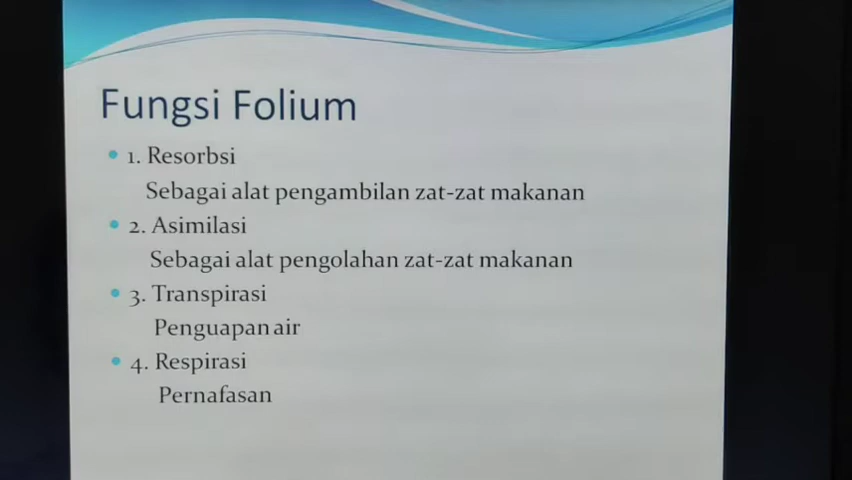 Fungsi Folium
1. Resorbsi
Sebagai alat pengambilan zat-zat makanan
2. Asimilasi
Sebagai alat pengolahan zat-zat makanan
3. Transpirasi
Penguapan air
4. Respirasi
Pernafasan